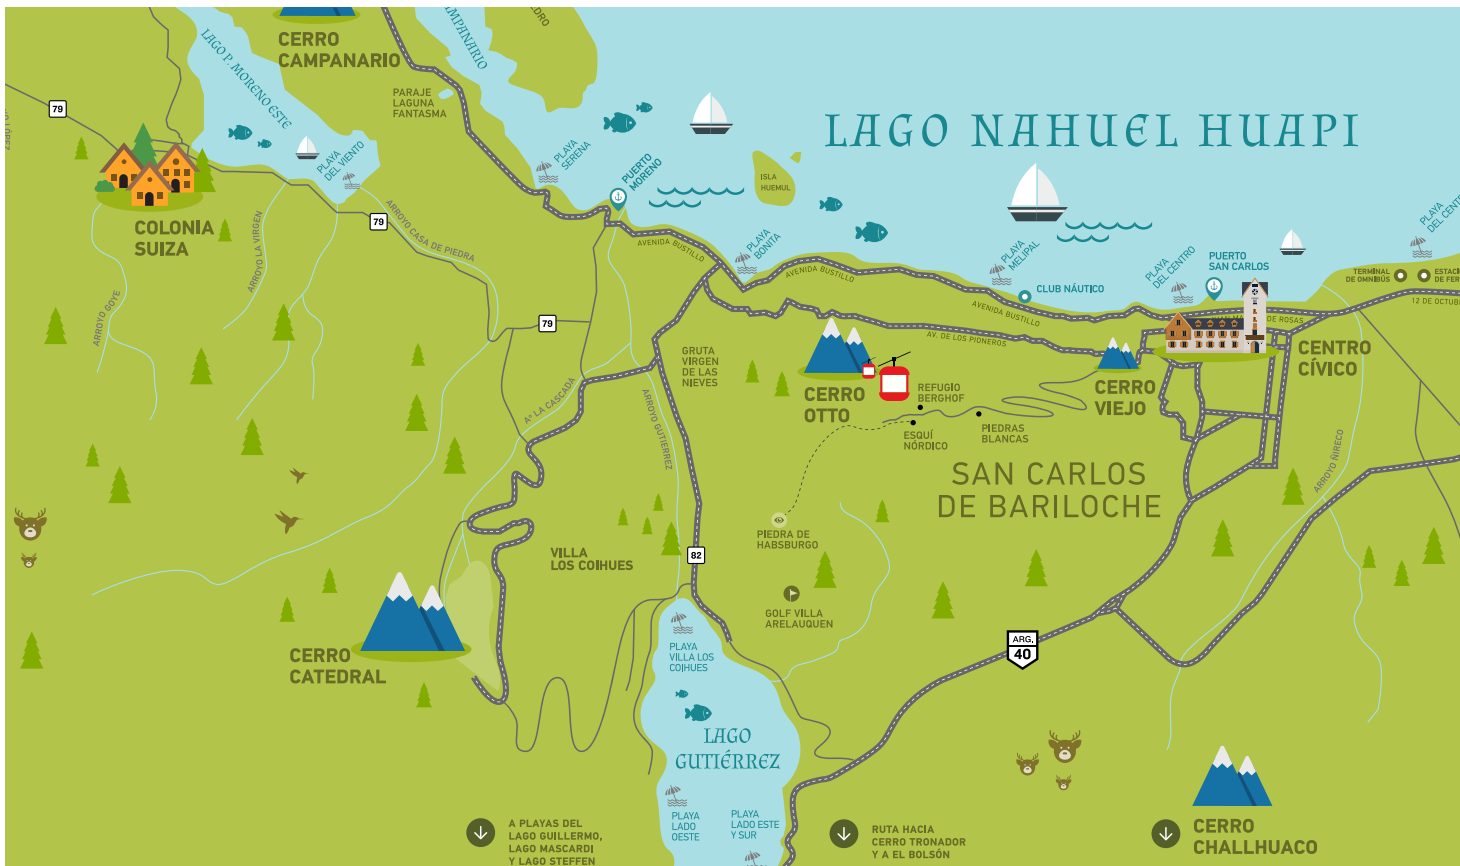 CERRO
CAMPANARIO
LAGO P. MORENO ESTE
PARAJE
LAGUNA
FANTASMA
79
LAGO NAHUEL HUAPI
PLAYA
DEL VIENTO
PLAYA
SERENA
PUERTO
MORENO
ISLA
HUEMUL
COLONIA
SUIZA
79
ARROYO CASA DE PIEDRA
ARROYO LA VIRGEN
ARROYO GOYE
AVENIDA BUSTILLO
PLAYA
BONITA
AVENIDA BUSTILLO
PLAYA
MELIPAL
CLUB NÁUTICO
AVENIDA BUSTILLO
PLAYA
DEL CENTRO
PUERTO
SAN CARLOS
TERMINAL
DE OMNIBÚS
79
AV. DE LOS PIONEROS
DE ROSAS
CENTRO
CÍVICO
GRUTA
VIRGEN
DE LAS
NIEVES
CERRO
OTTO
REFUGIO
BERGHOF
ESQUÍ
NÓRDICO
PIEDRAS
BLANCAS
CERRO
VIEJO
Aº LA CASCADA
ARROYO GUTIERREZ
ARROYO ÑIRECO
SAN CARLOS
DE BARILOCHE
PIEDRA DE
HABSBURGO
VILLA
LOS COIHUES
82
GOLF VILLA
ARELAUQUEN
CERRO
CATEDRAL
PLAYA
VILLA LOS
COIHUES
ARG.
40
LAGO
GUTIÉRREZ
PLAYA
LADO
OESTE
PLAYA
LADO ESTE
Y SUR
A PLAYAS DEL
LAGO GUILLERMO,
LAGO MASCARDI
Y LAGO STEFFEN
RUTA HACIA
CERRO TRONADOR
Y A EL BOLSÓN
CERRO
CHALLHUACO